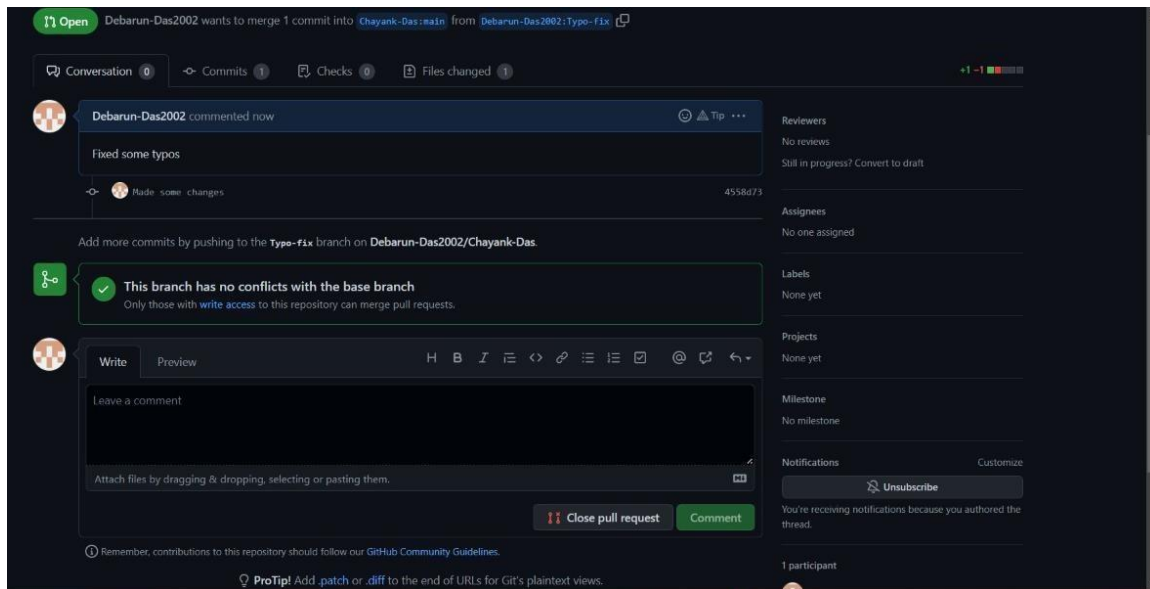 Open Debarun-Das2002 wants to merge 1 commit into Chayank-Das:main from Debarun-Das2002:Typo-fix
Conversation 0 Commits 1 Checks 0 Files changed 1 +1 −1
Debarun-Das2002 commented now Tip ...
Fixed some typos
Made some changes 4558d73
Add more commits by pushing to the Typo-fix branch on Debarun-Das2002/Chayank-Das.
This branch has no conflicts with the base branch
Only those with write access to this repository can merge pull requests.
Write Preview H B I
Leave a comment
Attach files by dragging & dropping, selecting or pasting them.
Close pull request Comment
Remember, contributions to this repository should follow our GitHub Community Guidelines.
ProTip! Add .patch or .diff to the end of URLs for Git's plaintext views.
Reviewers
No reviews
Still in progress? Convert to draft
Assignees
No one assigned
Labels
None yet
Projects
None yet
Milestone
No milestone
Notifications Customize
Unsubscribe
You're receiving notifications because you authored the
thread.
1 participant